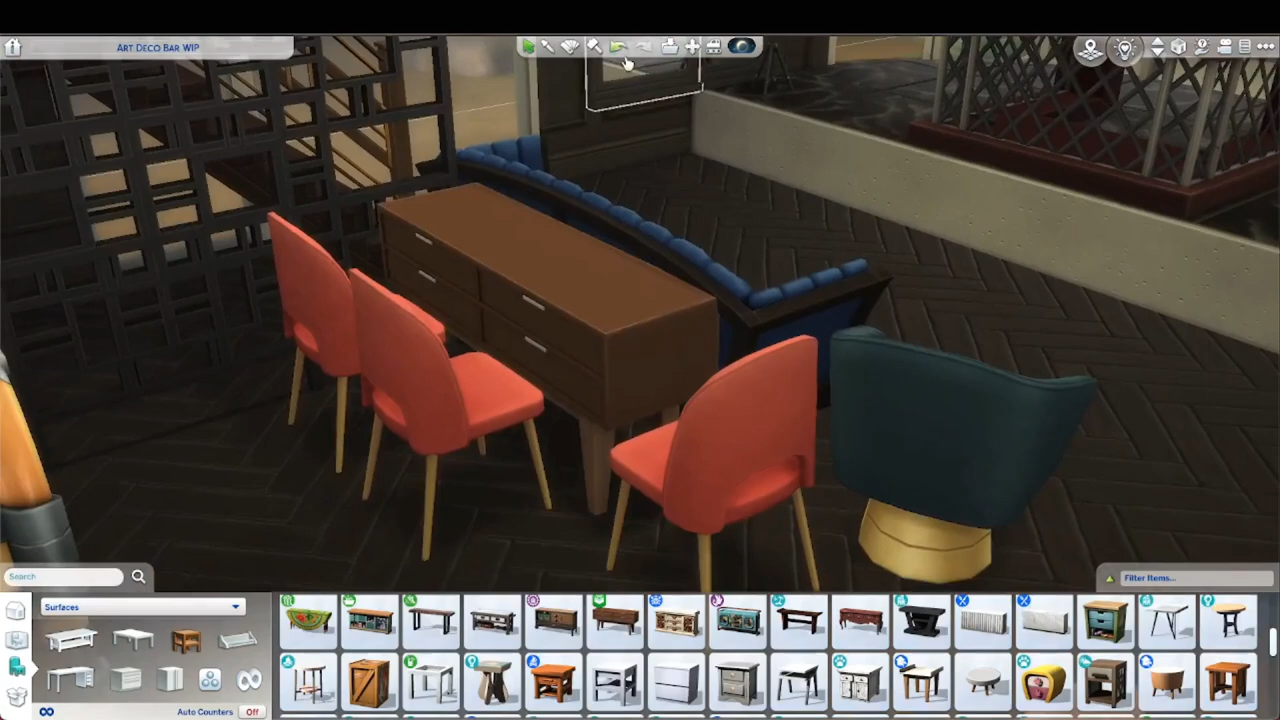 ART DECO BAR WIP
Search
Filter Items...
Surfaces
Auto Counters
Off